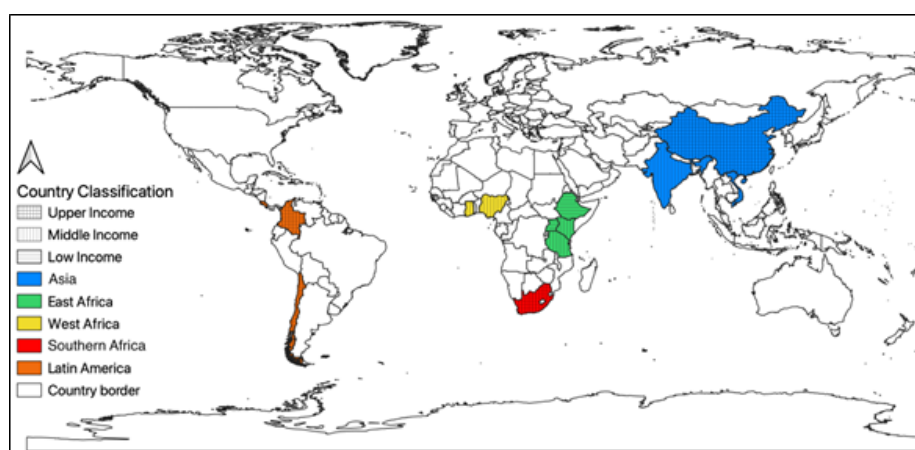 Country Classification
Upper Income
Middle Income
Low Income
Asia
East Africa
West Africa
Southern Africa
Latin America
Country border